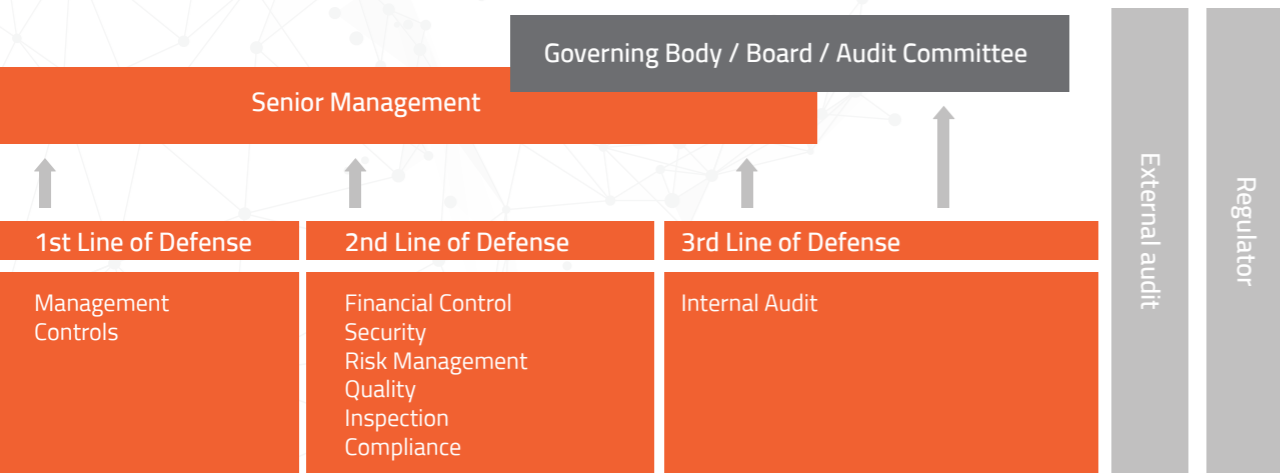 Governing Body / Board / Audit Committee
Senior Management
1st Line of Defense
Management
Controls
2nd Line of Defense
Financial Control
Security
Risk Management
Quality
Inspection
Compliance
3rd Line of Defense
Internal Audit
External audit
Regulator